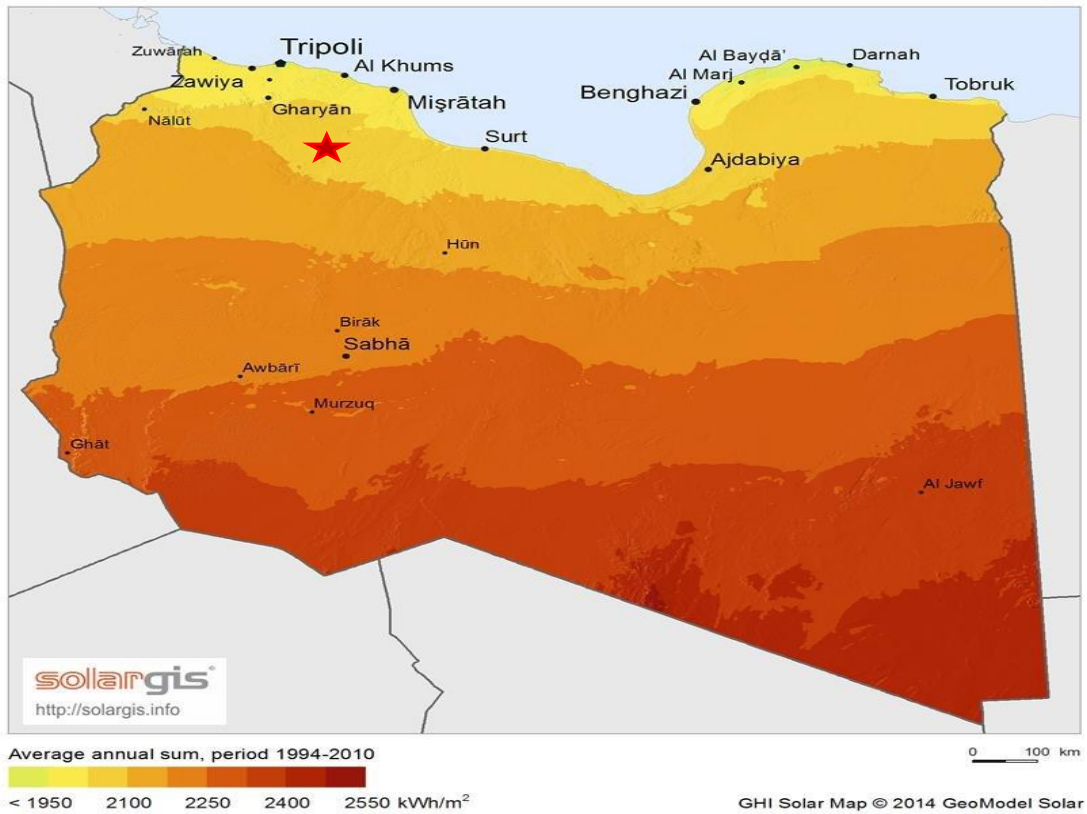 Zuwārah
Tripoli
Zawiya
Al Khums
Gharyān
Mişrātah
Nālūt
Surt
Al Bayḍā’
Darnah
Al Marj
Benghazi
Tobruk
Ajdabiya
Hūn
Birāk
Sabhā
Awbārī
Murzuq
Ghāt
Al Jawf
solargis
http://solargis.info
Average annual sum, period 1994-2010
< 1950 2100 2250 2400 2550 kWh/m²
0 100 km
GHI Solar Map © 2014 GeoModel Solar